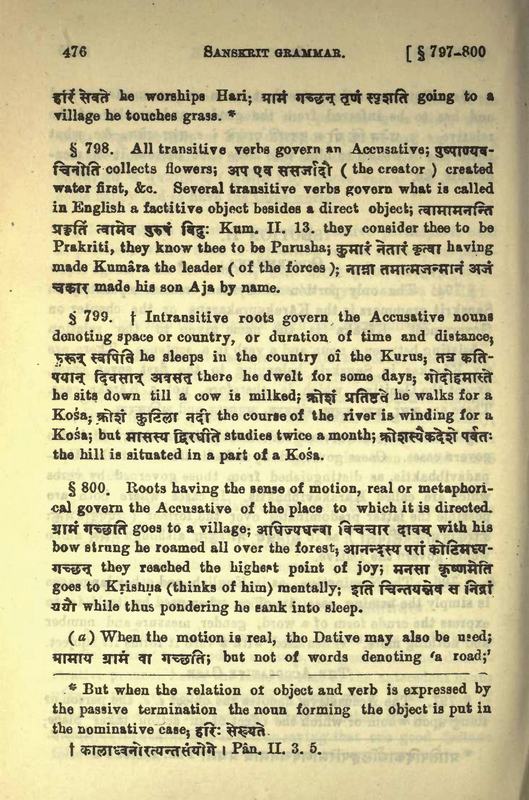 476 SANSKRIT GRAMMAR. [ § 797-800
हरिं सेवते he worships Hari; ग्रामं गच्छन् तृणं स्पृशति going to a
village he touches grass. *
§ 798. All transitive verbs govern an Accusative; पुष्पाण्यव-
चिनोति collects flowers; अप एव ससर्जादौ ( the creator ) created
water first, &c. Several transitive verbs govern what is called
in English a factitive object besides a direct object; त्वामामनन्ति
प्रकृतिं त्वामेव पुरुषं विदुः Kum. II. 13. they consider thee to be
Prakriti, they know thee to be Purusha; कुमारं नेतारं कृत्वा having
made Kumâra the leader ( of the forces ); नाम्ना तमात्मजन्मानं अजं
चकार made his son Aja by name.
§ 799. † Intransitive roots govern the Accusative nouns
denoting space or country, or duration of time and distance;
कुरून् स्वपिति he sleeps in the country of the Kurus; तत्र कति-
पयान् दिवसान् अवसत् there he dwelt for some days; गोदोहमास्ते
he sits down till a cow is milked; क्रोशं प्रतिष्ठते he walks for a
Kośa; क्रोशं कुटिला नदी the course of the river is winding for a
Kośa; but मासस्य द्विरधीते studies twice a month; क्रोशस्यैकदेशे पर्वतः
the hill is situated in a part of a Kośa.
§ 800. Roots having the sense of motion, real or metaphori-
cal govern the Accusative of the place to which it is directed.
ग्रामं गच्छति goes to a village; अधिज्यधन्वा विचचार दावम् with his
bow strung he roamed all over the forest; आनन्दस्य परां कोटिमध्य-
गच्छन् they reached the highest point of joy; मनसा कृष्णमेति
goes to Kṛishṇa (thinks of him) mentally; इति चिन्तयन्नेव स निद्रां
ययौ while thus pondering he sank into sleep.
( a ) When the motion is real, the Dative may also be used;
ग्रामाय ग्रामं वा गच्छति; but not of words denoting ‘a road;’
* But when the relation of object and verb is expressed by
the passive termination the noun forming the object is put in
the nominative case; हरिः सेव्यते.
† कालाध्वनोरत्यन्तसंयोगे । Pân. II. 3. 5.